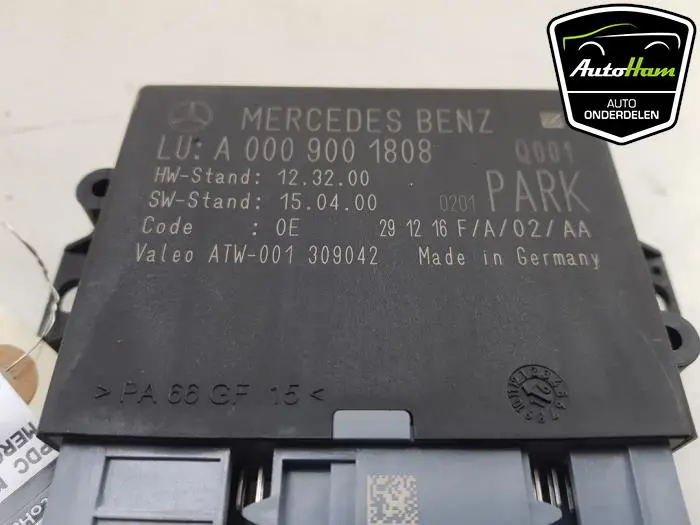 AutoHam
AUTO
ONDERDELEN
MERCEDES BENZ
LU: A 000 900 1808 Q001
HW-Stand: 12.32.00
SW-Stand: 15.04.00 0201 PARK
Code : 0E 29 12 16 F/A/02/AA
Valeo ATW-001 309042 Made in Germany
>PA 66 GF 15<
PDC